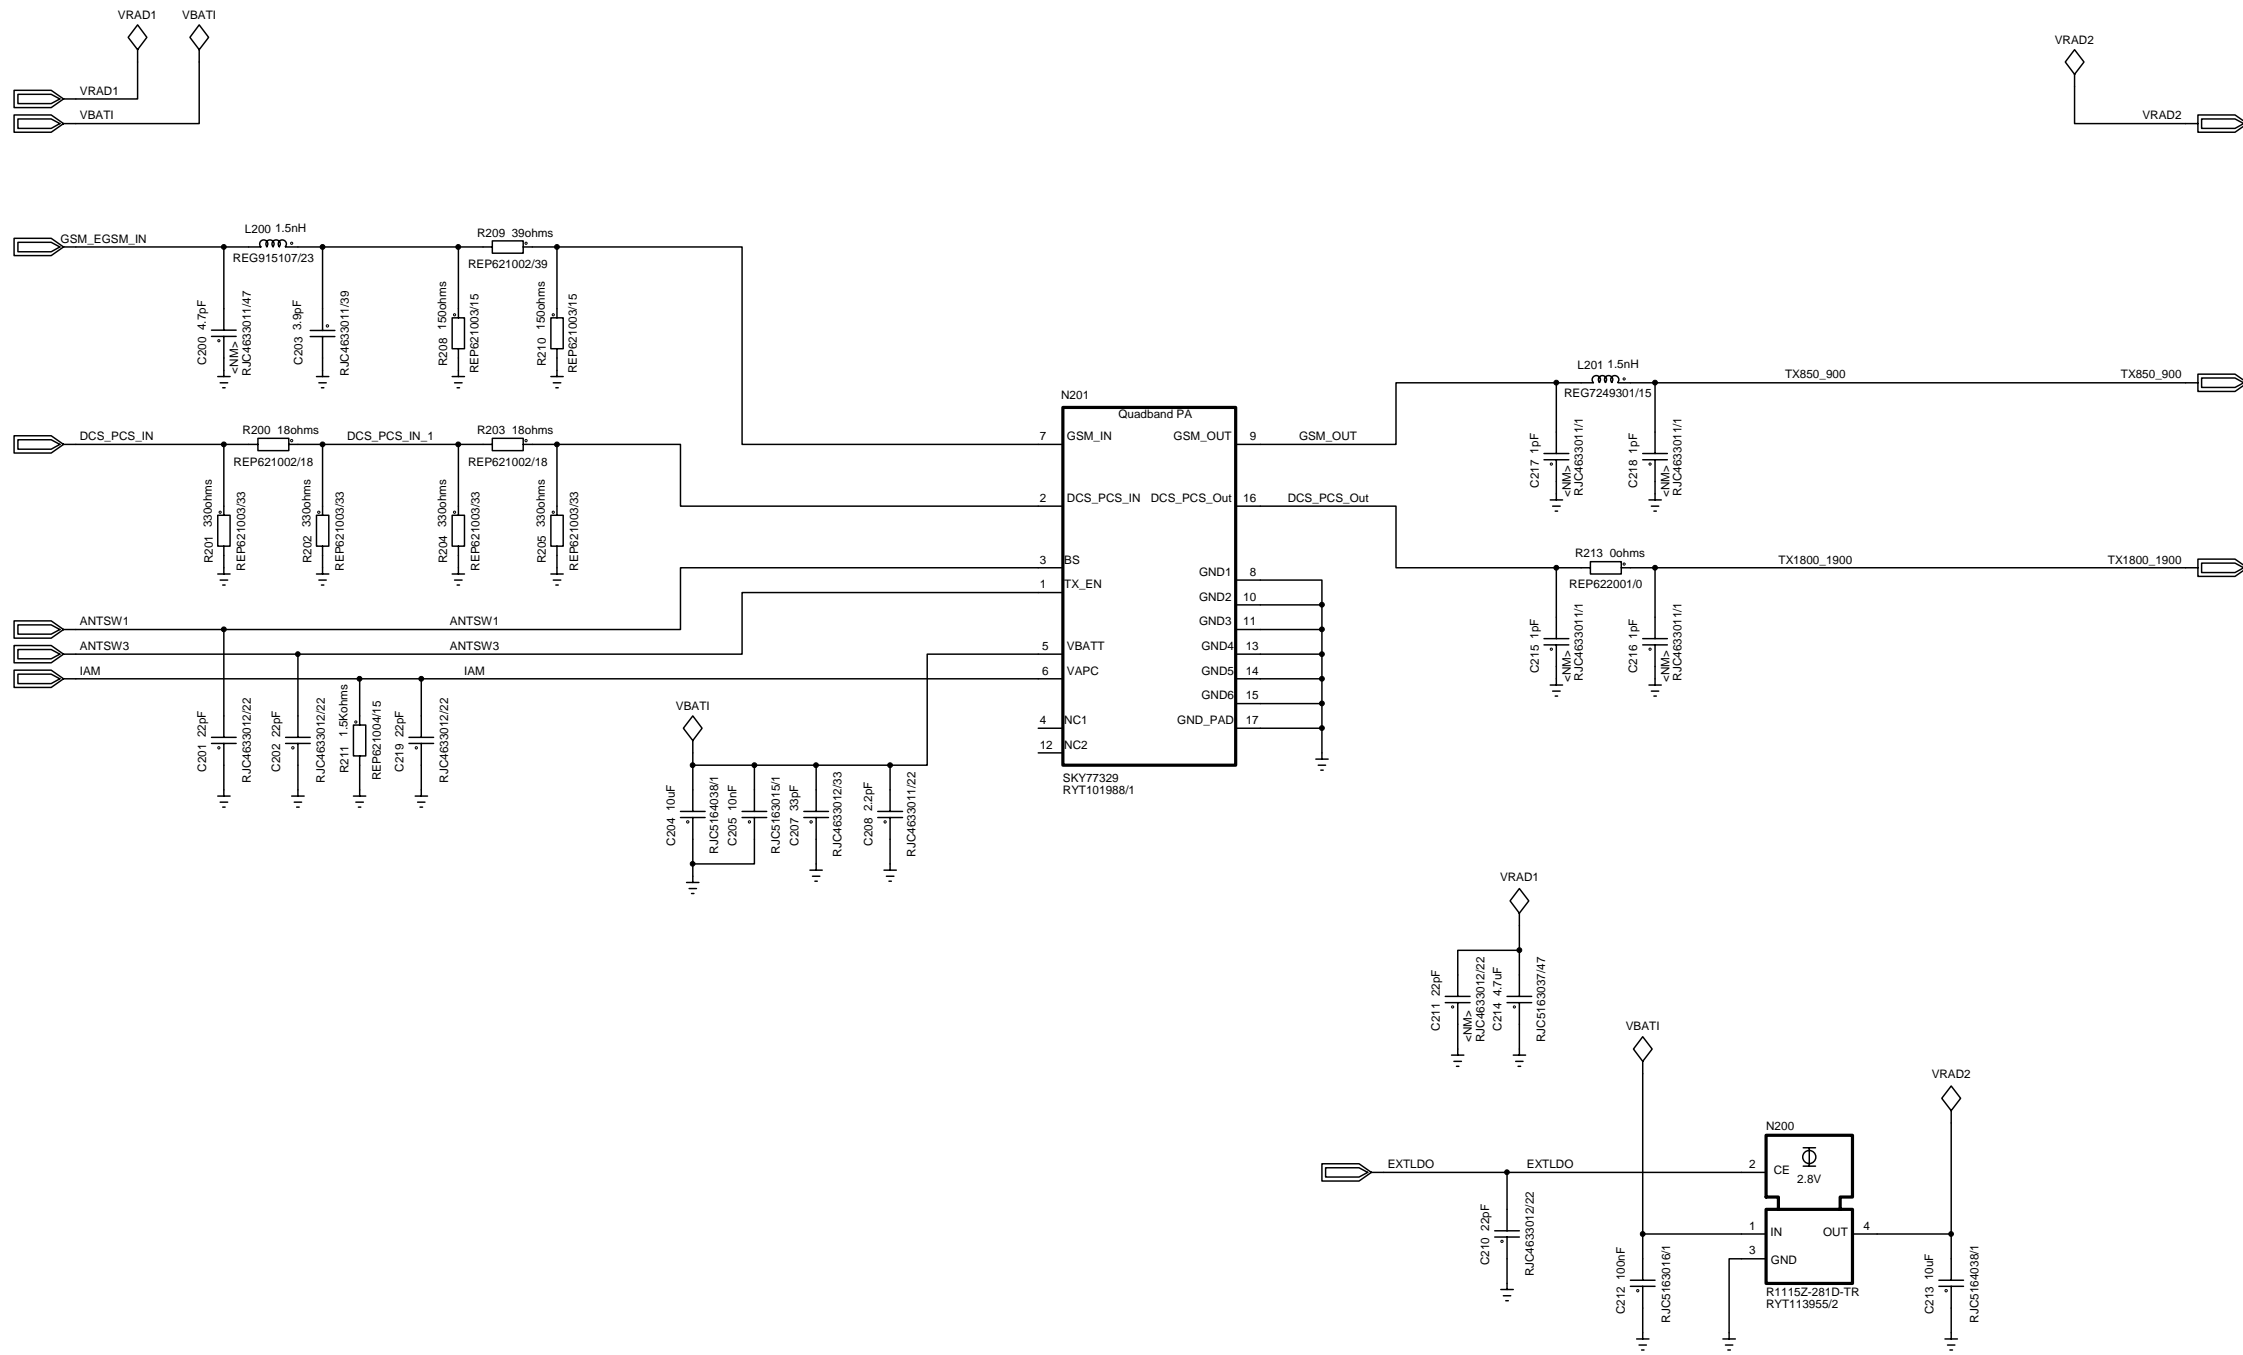 VRAD1
VBATI
VRAD2
VRAD1
VBATI
VRAD2
L200 1.5nH
GSM_EGSM_IN
REG915107/23
R209 39ohms
REP621002/39
C200 4.7pF
<NM>
RJC4633011/47
C203 3.9pF
RJC4633011/39
R208 150ohms
REP621003/15
R210 150ohms
REP621003/15
DCS_PCS_IN
R200 18ohms
REP621002/18
DCS_PCS_IN_1
R203 18ohms
REP621002/18
R201 330ohms
REP621003/33
R202 330ohms
REP621003/33
R204 330ohms
REP621003/33
R205 330ohms
REP621003/33
ANTSW1
ANTSW1
ANTSW3
ANTSW3
IAM
IAM
C201 22pF
RJC4633012/22
C202 22pF
RJC4633012/22
R211 1.5Kohms
REP621004/15
C219 22pF
RJC4633012/22
VBATI
C204 10uF
RJC5164038/1
C205 10nF
RJC5163015/1
C207 33pF
RJC4633012/33
C208 2.2pF
RJC4633011/22
N201
Quadband PA
7 GSM_IN GSM_OUT 9
2 DCS_PCS_IN DCS_PCS_Out 16
3 BS
1 TX_EN
5 VBATT
6 VAPC
4 NC1
12 NC2
GND1 8
GND2 10
GND3 11
GND4 13
GND5 14
GND6 15
GND_PAD 17
SKY77329
RYT101988/1
GSM_OUT
DCS_PCS_Out
L201 1.5nH
REG7249301/15
TX850_900
TX850_900
C217 1pF
<NM>
RJC4633011/1
C218 1pF
<NM>
RJC4633011/1
R213 0ohms
REP622001/0
TX1800_1900
TX1800_1900
C215 1pF
<NM>
RJC4633011/1
C216 1pF
<NM>
RJC4633011/1
VRAD1
C211 22pF
<NM>
RJC4633012/22
C214 4.7uF
RJC5163037/47
VBATI
VRAD2
N200
EXTLDO
EXTLDO
2 CE
2.8V
1 IN OUT 4
3 GND
C210 22pF
RJC4633012/22
C212 100nF
RJC5163016/1
R1115Z-281D-TR
RYT113955/2
C213 10uF
RJC5164038/1